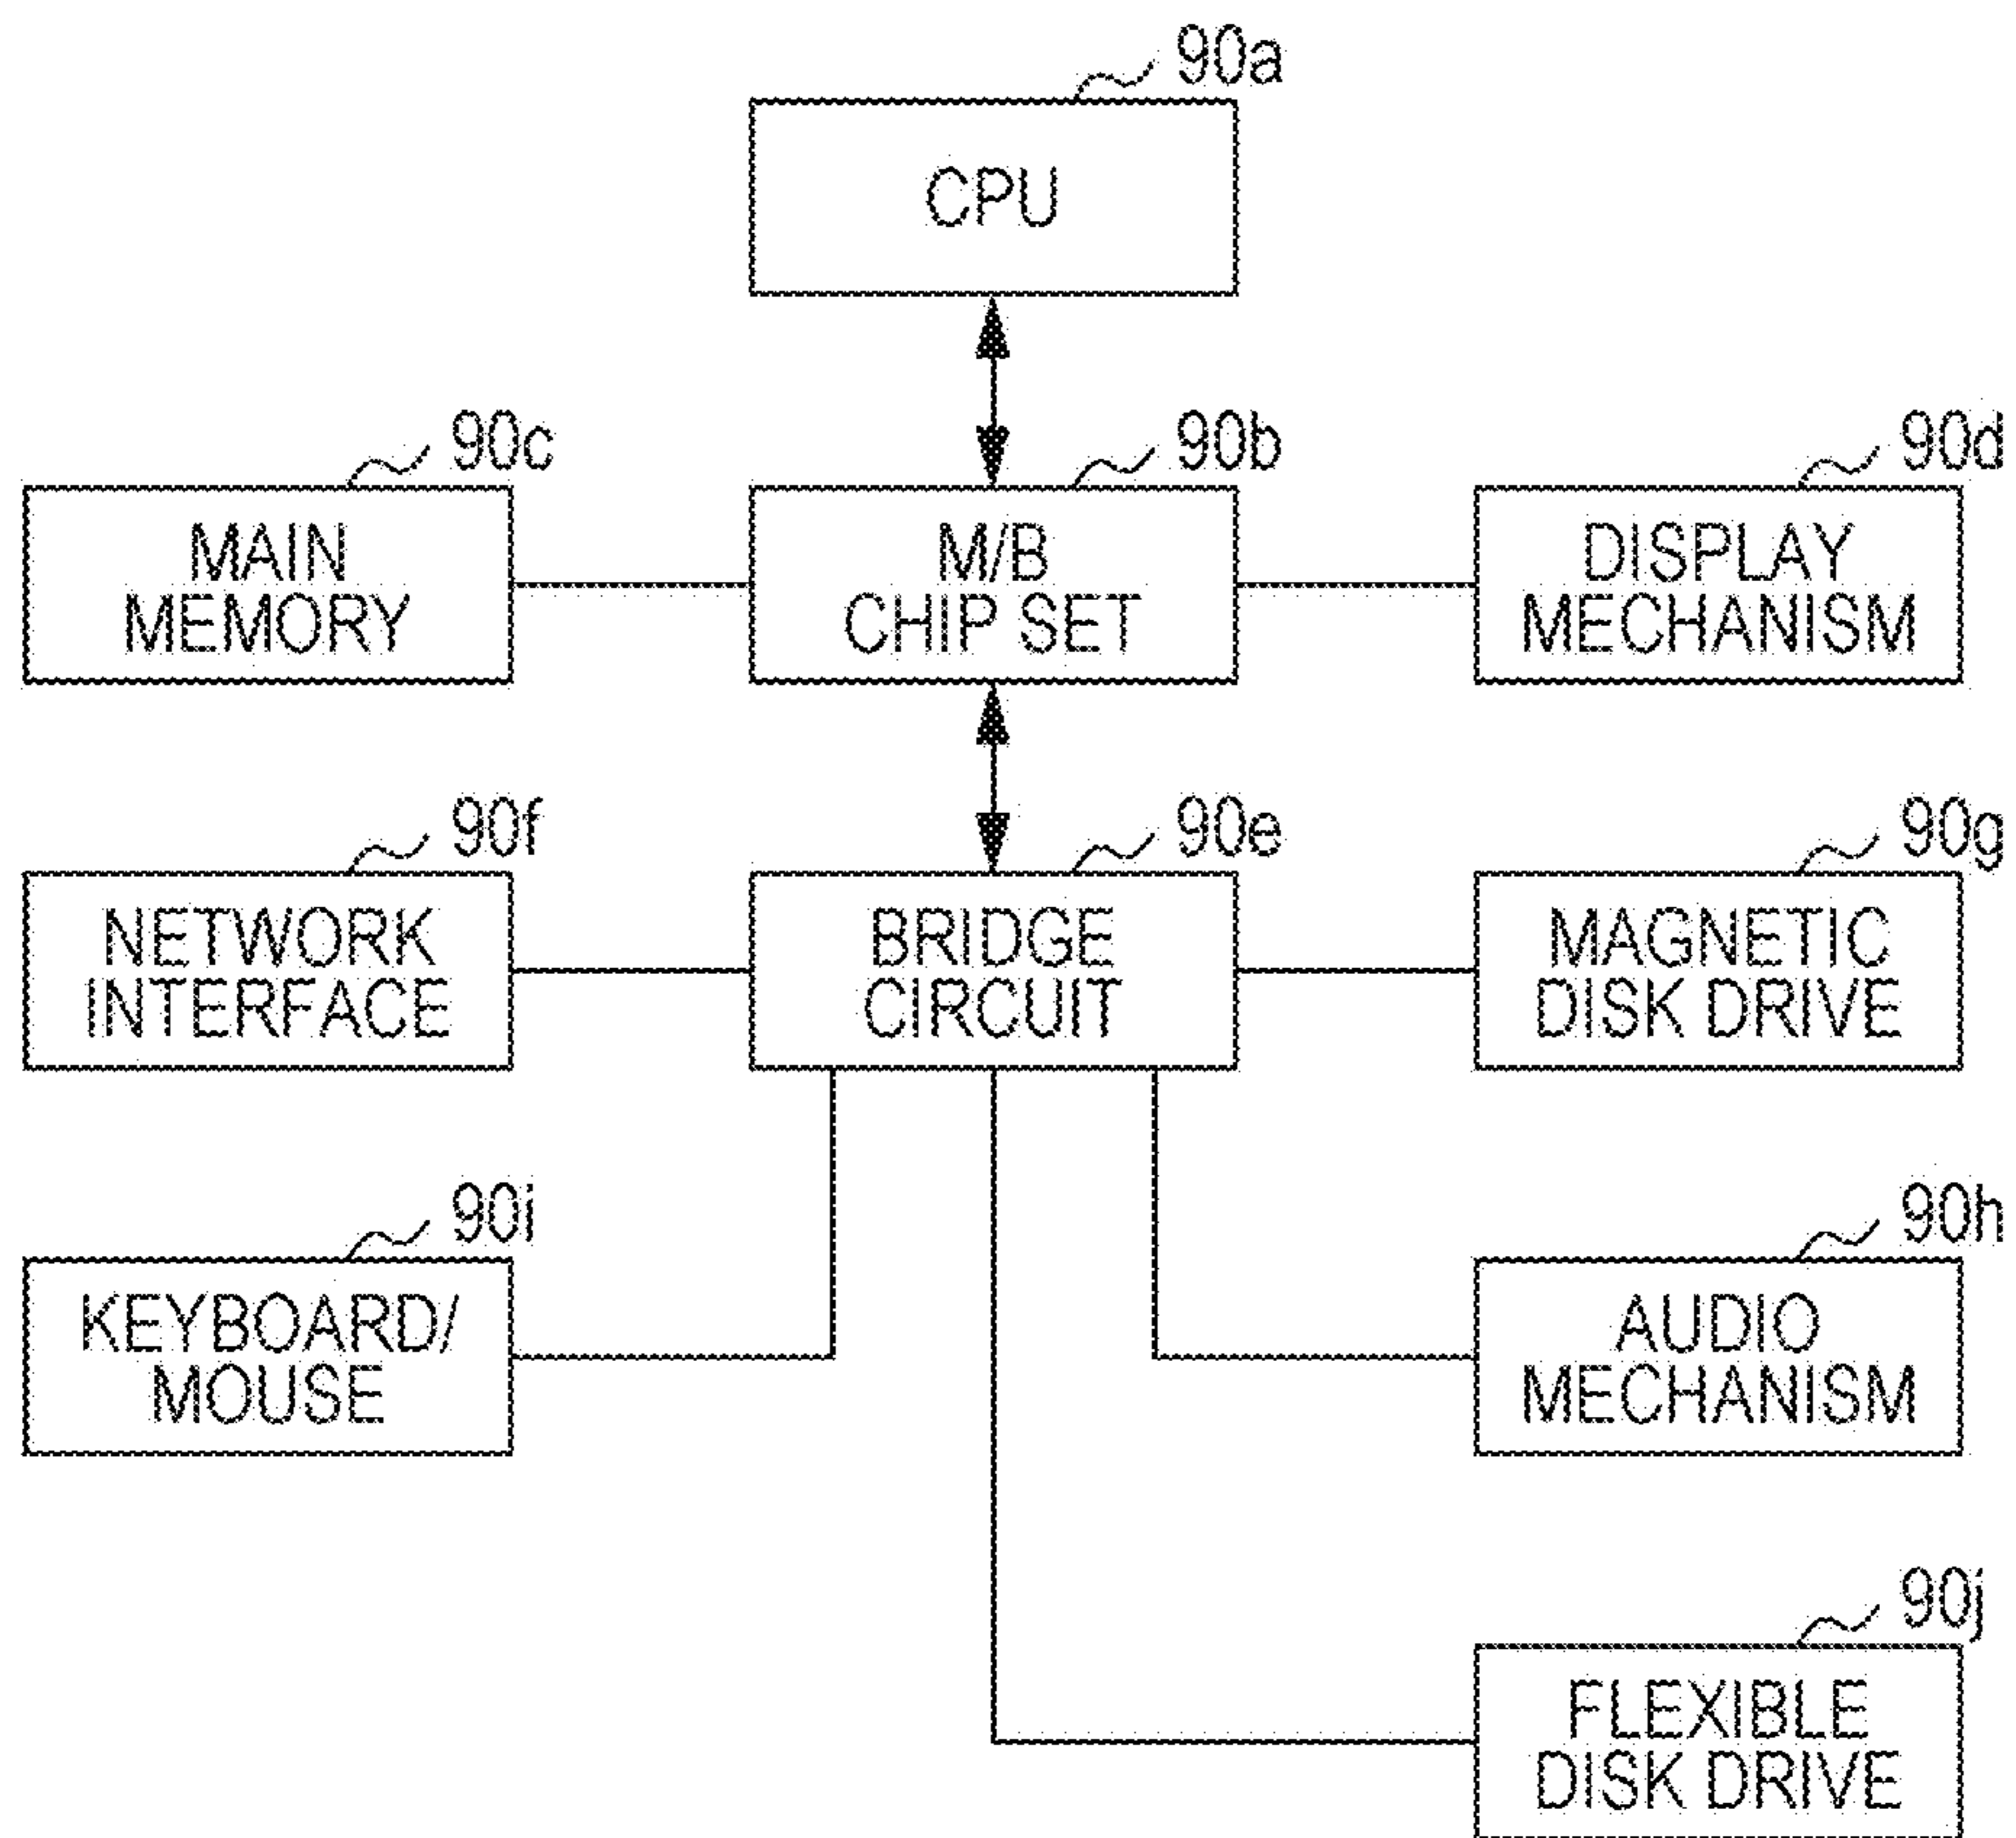 90a
CPU
90c
MAIN
MEMORY
90b
M/B
CHIP SET
90d
DISPLAY
MECHANISM
90f
NETWORK
INTERFACE
90e
BRIDGE
CIRCUIT
90g
MAGNETIC
DISK DRIVE
90i
KEYBOARD/
MOUSE
90h
AUDIO
MECHANISM
90j
FLEXIBLE
DISK DRIVE